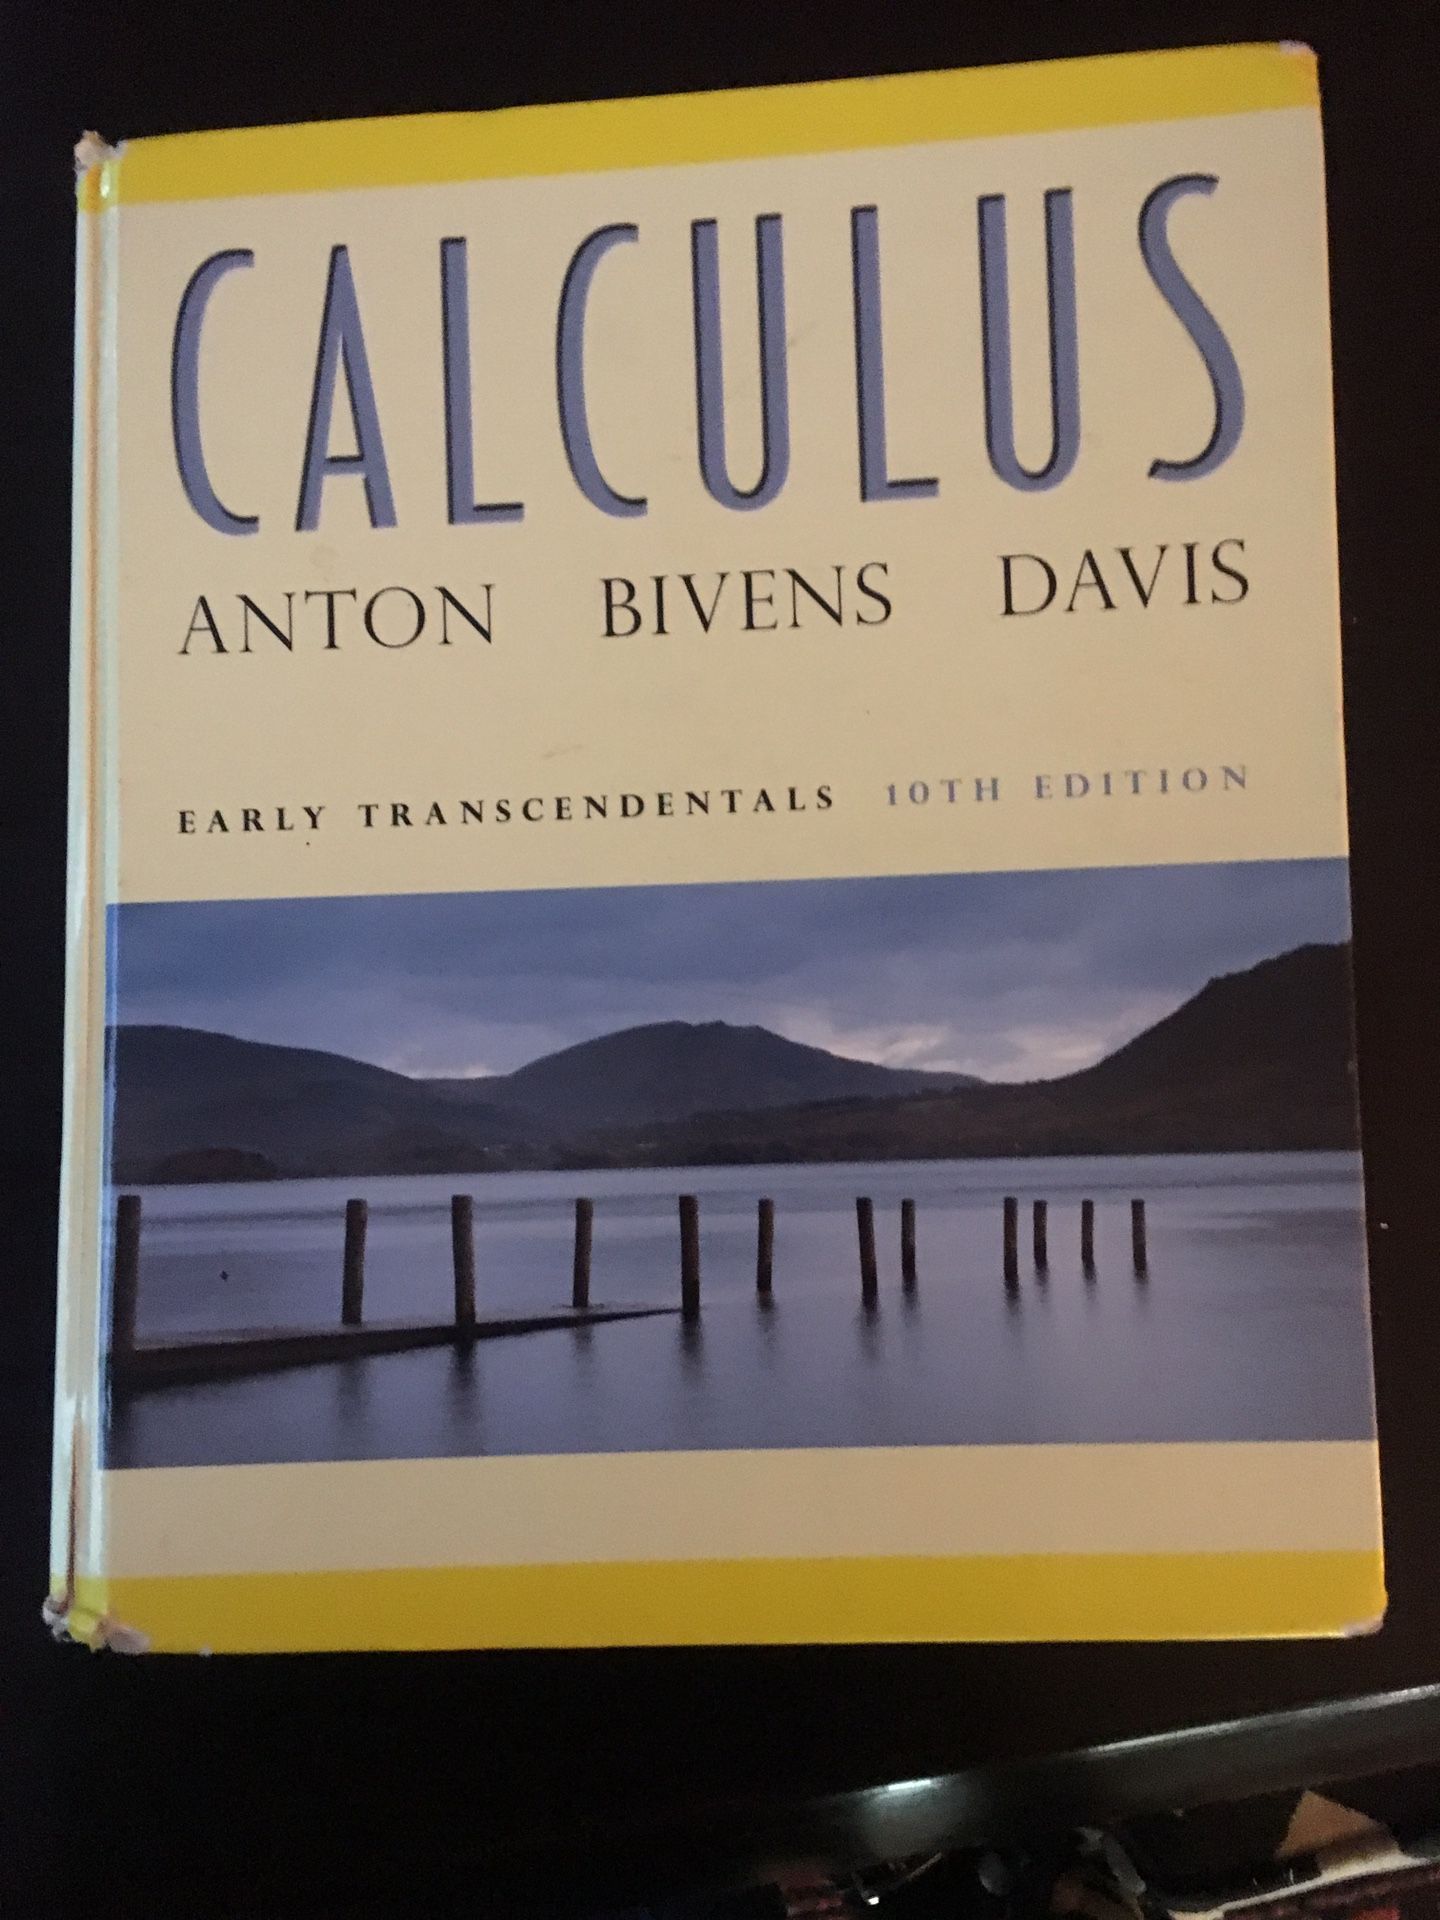 CALCULUS
ANTON BIVENS DAVIS
EARLY TRANSCENDENTALS 10TH EDITION